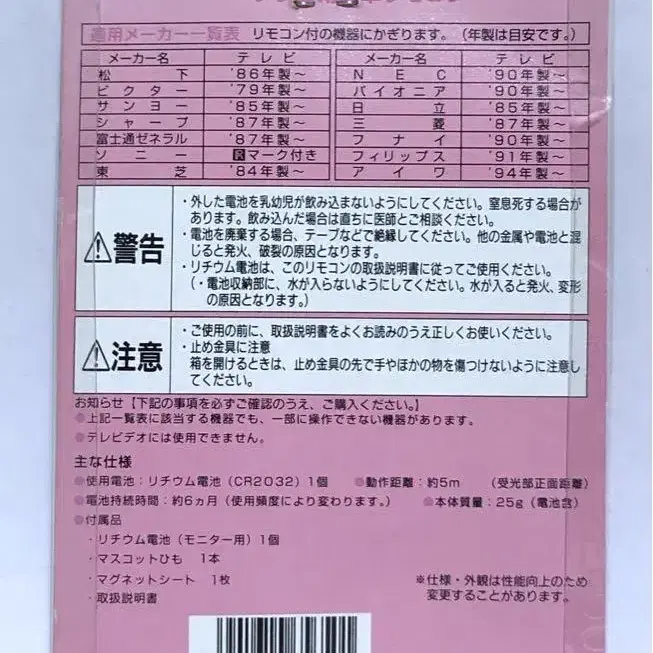 適用メーカー一覧表 リモコン付の機器にかぎります。(年製は目安です。)
メーカー名 テレビ メーカー名 テレビ
松下 '86年製～ NEC '90年製～
ビクター '79年製～ パイオニア '90年製～
サンヨー '85年製～ 日立 '85年製～
シャープ '87年製～ 三菱 '87年製～
富士通ゼネラル '87年製～ フナイ '90年製～
ソニー Rマーク付き フィリップス '91年製～
東芝 '84年製～ アイワ '94年製～
・外した電池を乳幼児が飲み込まないようにしてください。窒息死する場合が
あります。飲み込んだ場合は直ちに医師とご相談ください。
・電池を廃棄する場合、テープなどで絶縁してください。他の金属や電池と混
じると発火、破裂の原因となります。
⚠警告
・リチウム電池は、このリモコンの取扱説明書に従ってご使用ください。
(・電池収納部に、水が入らないようにしてください。水が入ると発火、変形
の原因となります。)
・ご使用の前に、取扱説明書をよくお読みのうえ正しくお使いください。
・止め金具に注意
⚠注意
箱を開けるときは、止め金具の先で手やほかの物を傷つけないように注意し
てください。
お知らせ【下記の事項を必ずご確認のうえ、ご購入ください。】
●上記一覧表に該当する機器でも、一部に操作できない機種があります。
●テレビデオには使用できません。
主な仕様
●使用電池：リチウム電池(CR2032)1個 ●動作距離：約5m (受光部正面距離)
●電池持続時間：約6ヵ月(使用頻度により変わります。) ●本体質量：25g(電池含)
●付属品
・リチウム電池(モニター用)1個
・マスコットひも 1本
・マグネットシート 1枚
・取扱説明書
※仕様・外観は性能向上のため
変更することがあります。